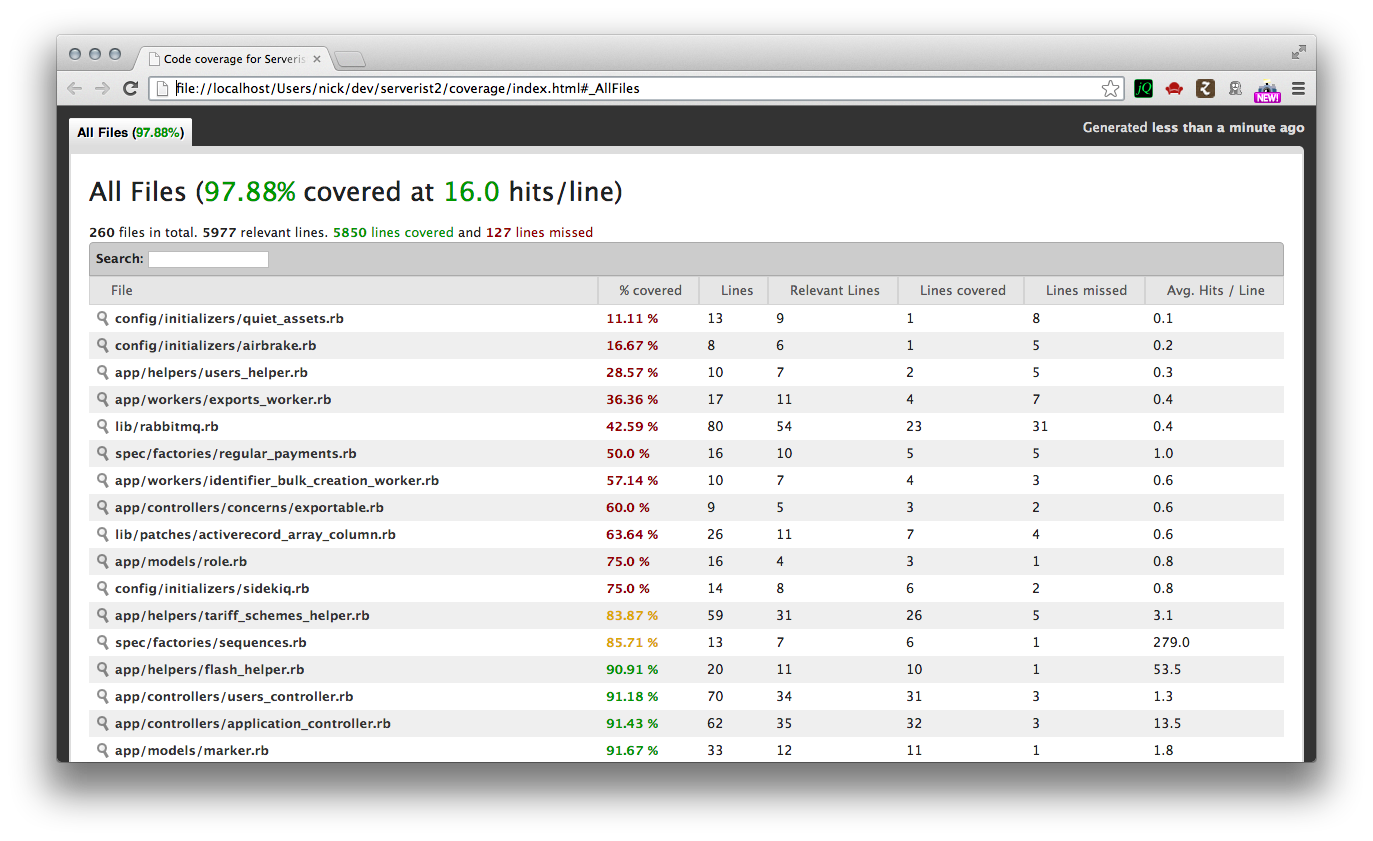 Code coverage for Serveris
file://localhost/Users/nick/dev/serverist2/coverage/index.html#_AllFiles
jQ
NEW!
All Files (97.88%)
Generated less than a minute ago
All Files (97.88% covered at 16.0 hits/line)
260 files in total. 5977 relevant lines. 5850 lines covered and 127 lines missed
Search:
File % covered Lines Relevant Lines Lines covered Lines missed Avg. Hits / Line
config/initializers/quiet_assets.rb 11.11 % 13 9 1 8 0.1
config/initializers/airbrake.rb 16.67 % 8 6 1 5 0.2
app/helpers/users_helper.rb 28.57 % 10 7 2 5 0.3
app/workers/exports_worker.rb 36.36 % 17 11 4 7 0.4
lib/rabbitmq.rb 42.59 % 80 54 23 31 0.4
spec/factories/regular_payments.rb 50.0 % 16 10 5 5 1.0
app/workers/identifier_bulk_creation_worker.rb 57.14 % 10 7 4 3 0.6
app/controllers/concerns/exportable.rb 60.0 % 9 5 3 2 0.6
lib/patches/activerecord_array_column.rb 63.64 % 26 11 7 4 0.6
app/models/role.rb 75.0 % 16 4 3 1 0.8
config/initializers/sidekiq.rb 75.0 % 14 8 6 2 0.8
app/helpers/tariff_schemes_helper.rb 83.87 % 59 31 26 5 3.1
spec/factories/sequences.rb 85.71 % 13 7 6 1 279.0
app/helpers/flash_helper.rb 90.91 % 20 11 10 1 53.5
app/controllers/users_controller.rb 91.18 % 70 34 31 3 1.3
app/controllers/application_controller.rb 91.43 % 62 35 32 3 13.5
app/models/marker.rb 91.67 % 33 12 11 1 1.8